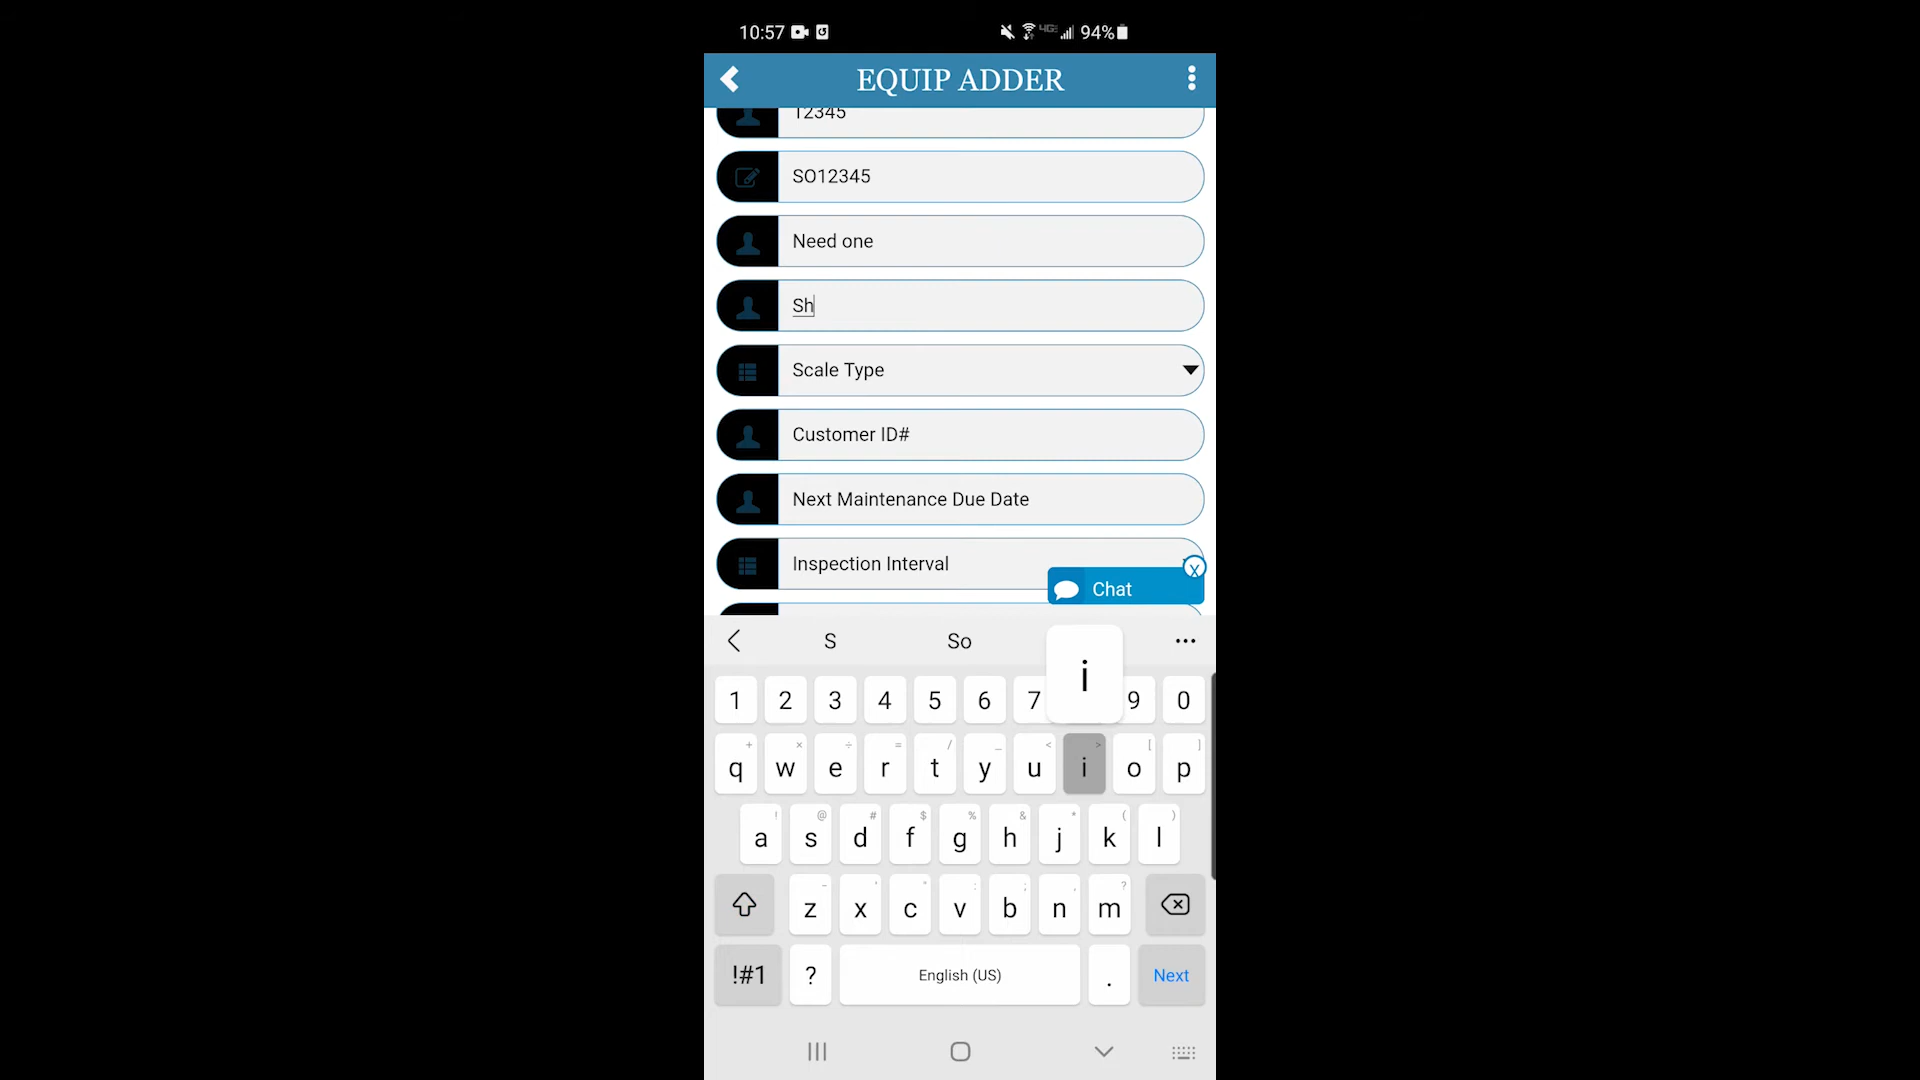 10:57 94%
EQUIP ADDER
12345
SO12345
Need one
Sh
Scale Type
Customer ID#
Next Maintenance Due Date
Inspection Interval
x
Chat
S So ...
i
1 2 3 4 5 6 7 9 0
+ × ÷ = / _ < > [ ]
q w e r t y u i o p
! @ # $ % & * ( )
a s d f g h j k l
- ' " : ; , ?
z x c v b n m
!#1 ? English (US) . Next